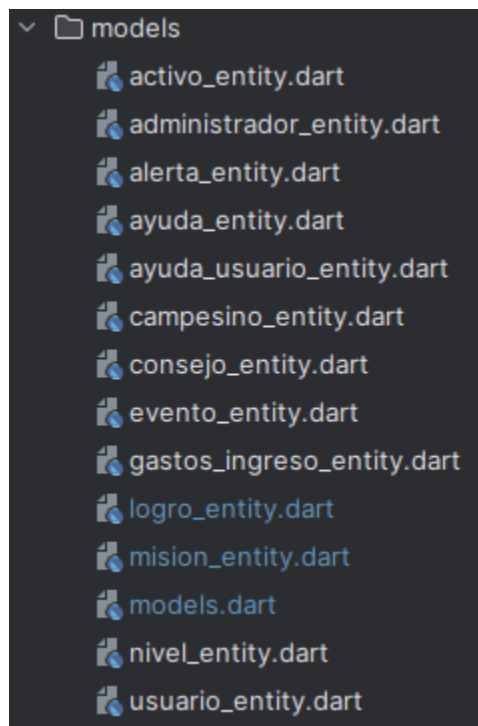 models
activo_entity.dart
administrador_entity.dart
alerta_entity.dart
ayuda_entity.dart
ayuda_usuario_entity.dart
campesino_entity.dart
consejo_entity.dart
evento_entity.dart
gastos_ingreso_entity.dart
logro_entity.dart
mision_entity.dart
models.dart
nivel_entity.dart
usuario_entity.dart